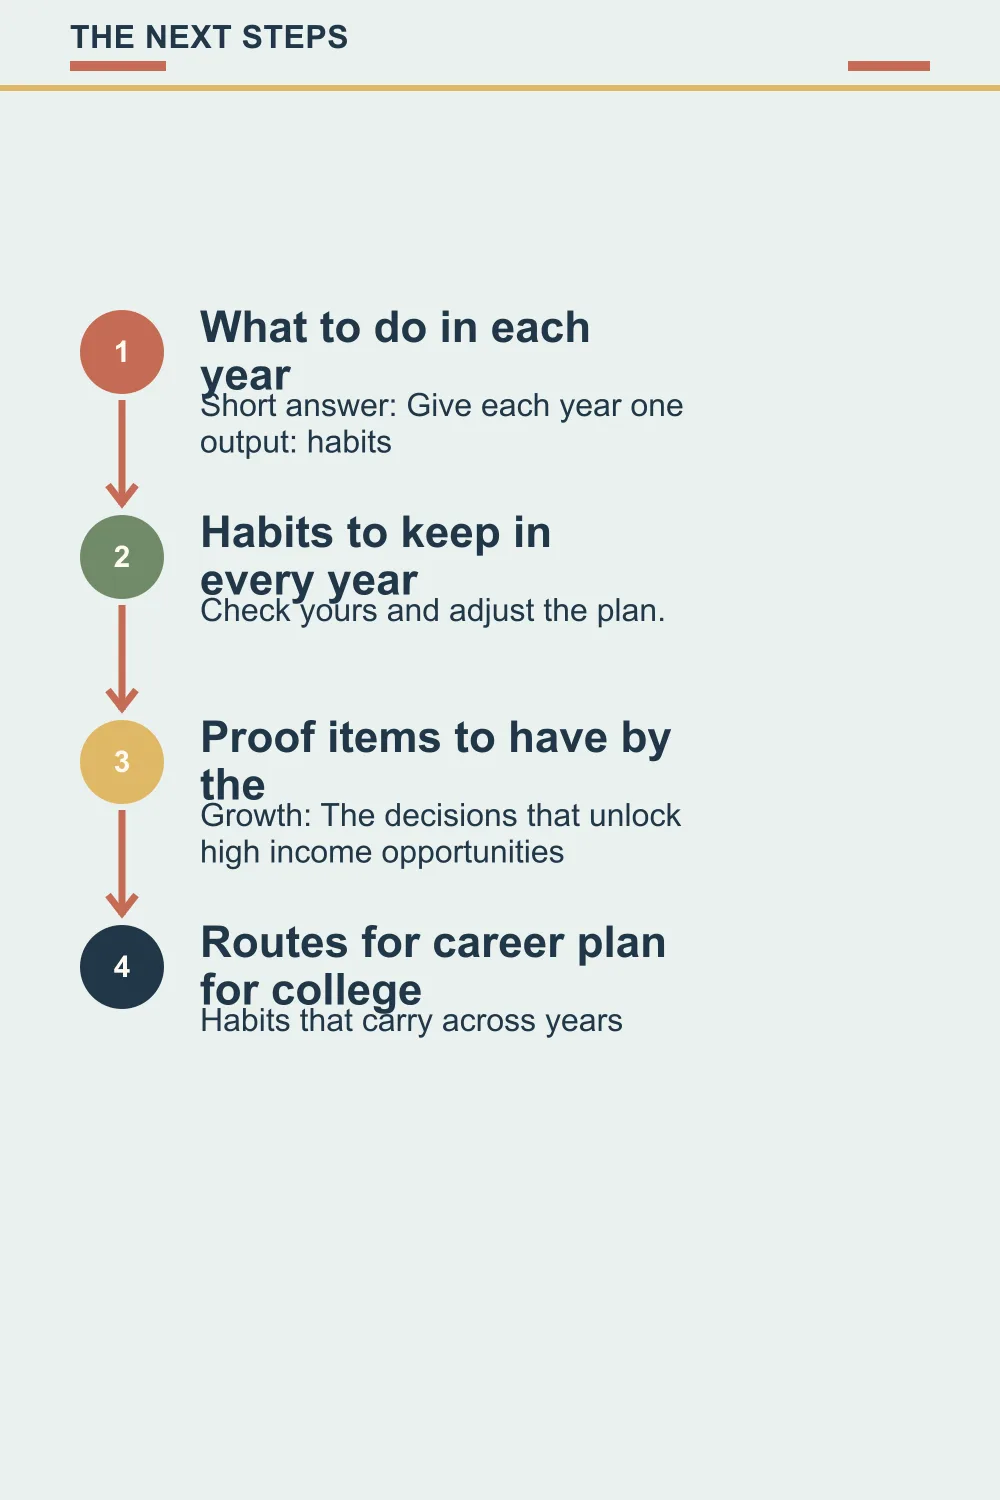 THE NEXT STEPS
1
What to do in each
year
Short answer: Give each year one
output: habits
2
Habits to keep in
every year
Check yours and adjust the plan.
3
Proof items to have by
the
Growth: The decisions that unlock
high income opportunities
4
Routes for career plan
for college
Habits that carry across years